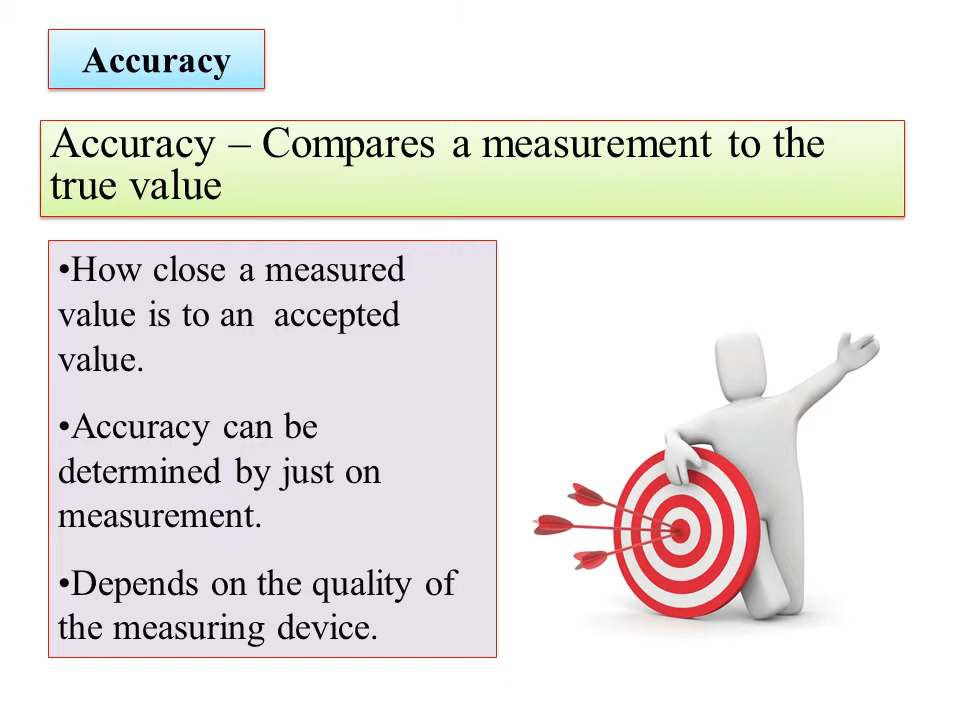 Accuracy
Accuracy – Compares a measurement to the
true value
•How close a measured
value is to an  accepted
value.
•Accuracy can be
determined by just on
measurement.
•Depends on the quality of
the measuring device.